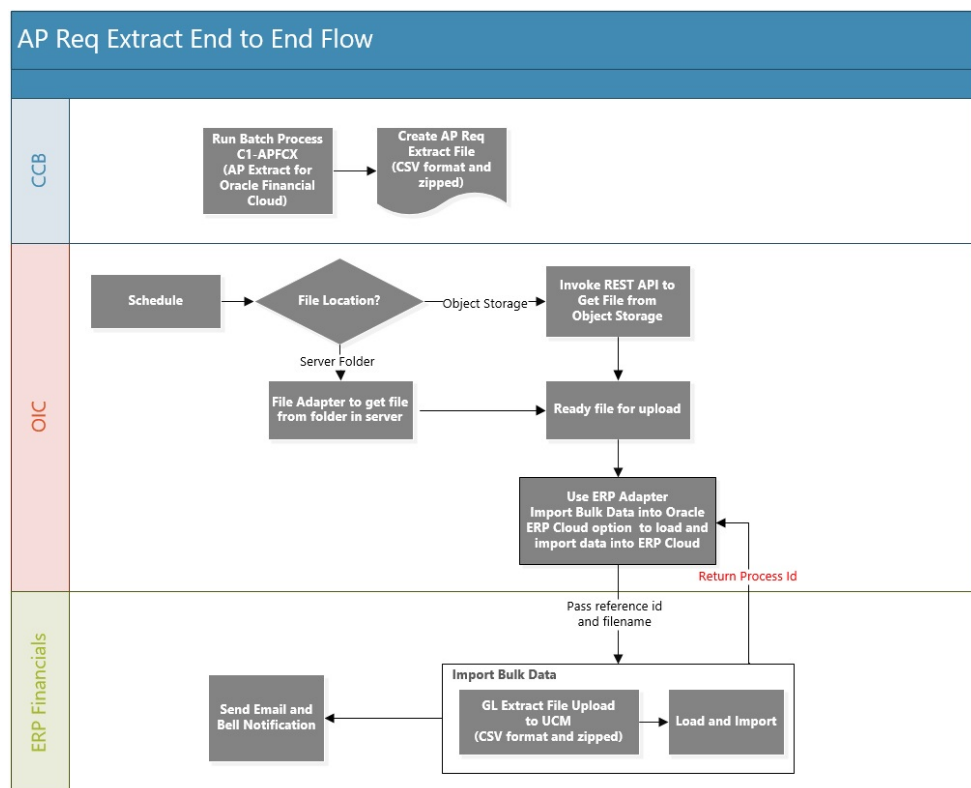 AP Req Extract End to End Flow
CCB
Run Batch Process
C1-APFCX
(AP Extract for
Oracle Financial
Cloud)
Create AP Req
Extract File
(CSV format and
zipped)
OIC
Schedule
File Location?
Object Storage
Invoke REST API to
Get File from
Object Storage
Server Folder
File Adapter to get file
from folder in server
Ready file for upload
Use ERP Adapter
Import Bulk Data into Oracle
ERP Cloud option to load and
import data into ERP Cloud
Return Process Id
Pass reference id
and filename
ERP Financials
Import Bulk Data
GL Extract File Upload
to UCM
(CSV format and zipped)
Load and Import
Send Email and
Bell Notification